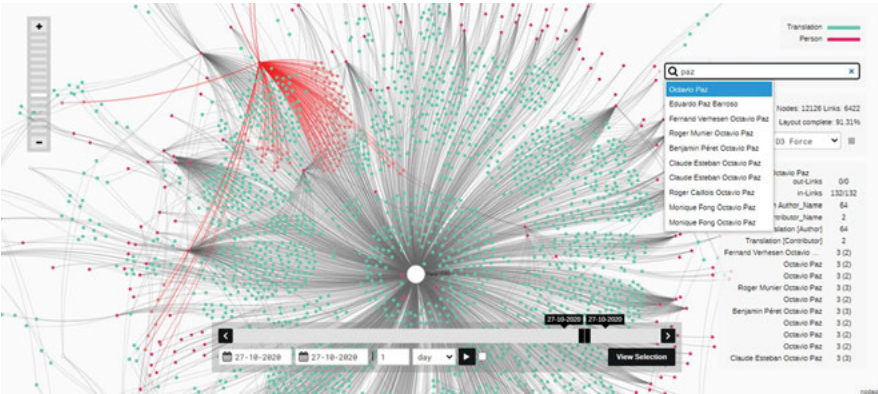 Translation
Person
paz
×
Octavio Paz
Eduardo Paz Barroso
Fernand Verhesen Octavio Paz
Roger Munier Octavio Paz
Benjamin Péret Octavio Paz
Claude Esteban Octavio Paz
Claude Esteban Octavio Paz
Roger Caillois Octavio Paz
Monique Fong Octavio Paz
Monique Fong Octavio Paz
Nodes: 12126 Links: 6422
Layout complete: 91.31%
D3 Force
Octavio Paz
out-Links 0/0
in-Links 132/132
Author_Name 64
2
[Author] 64
Translation [Contributor] 2
Fernand Verhesen Octavio ... 3 (2)
Octavio Paz 3 (2)
Octavio Paz 3 (2)
Roger Munier Octavio Paz 3 (3)
Octavio Paz 3 (2)
Benjamin Péret Octavio Paz 3 (3)
Octavio Paz 3 (2)
Octavio Paz 3 (2)
Octavio Paz 3 (2)
Claude Esteban Octavio Paz 3 (3)
27-10-2020 27-10-2020
27-10-2020 27-10-2020 1 day
View Selection
nodes